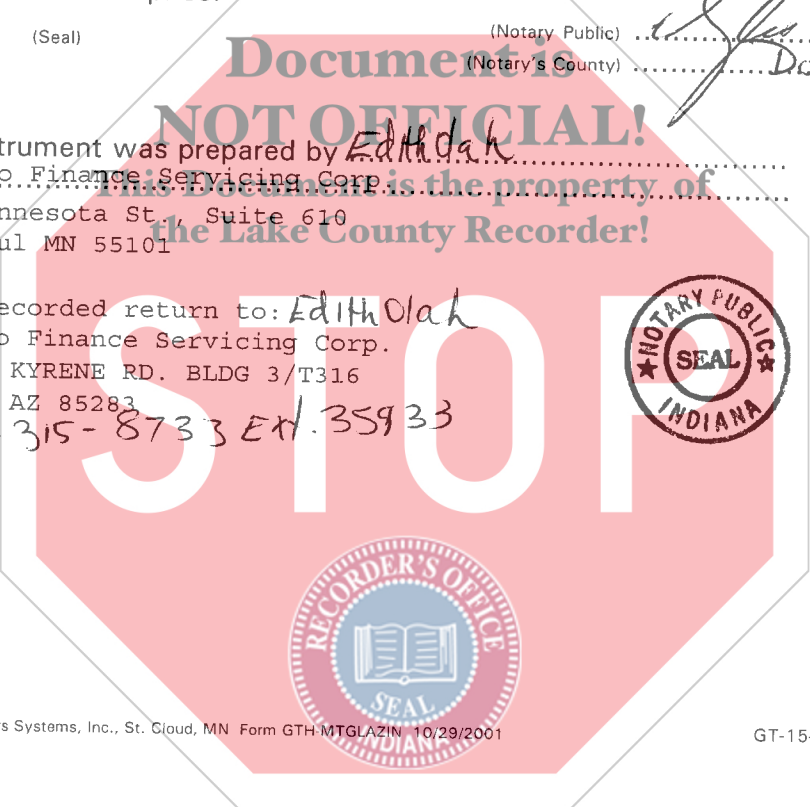 (Seal)
(Notary Public)
(Notary's County)
Document is
NOT OFFICIAL!
This Document is the property of
the Lake County Recorder!
trument was prepared by Edith Olah
o Finance Servicing Corp.
nnesota St., Suite 610
ul MN 55101
ecorded return to: Edith Olah
o Finance Servicing Corp.
KYRENE RD. BLDG 3/T316
AZ 85283
315-8733 Ext. 35933
NOTARY PUBLIC
SEAL
INDIANA
STOP
RECORDER'S OFFICE
SEAL
INDIANA
rs Systems, Inc., St. Cloud, MN Form GTH-MTGLAZIN 10/29/2001
GT-15-